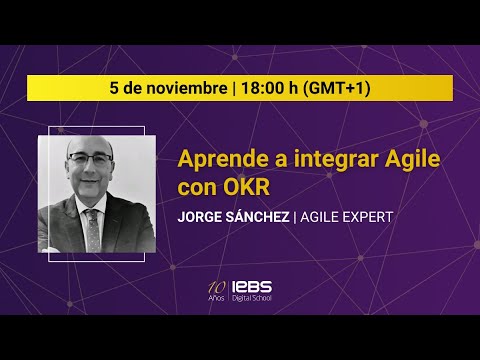 5 de noviembre | 18:00 h (GMT+1)
Aprende a integrar Agile
con OKR
JORGE SÁNCHEZ | AGILE EXPERT
10 Años IEBS Digital School